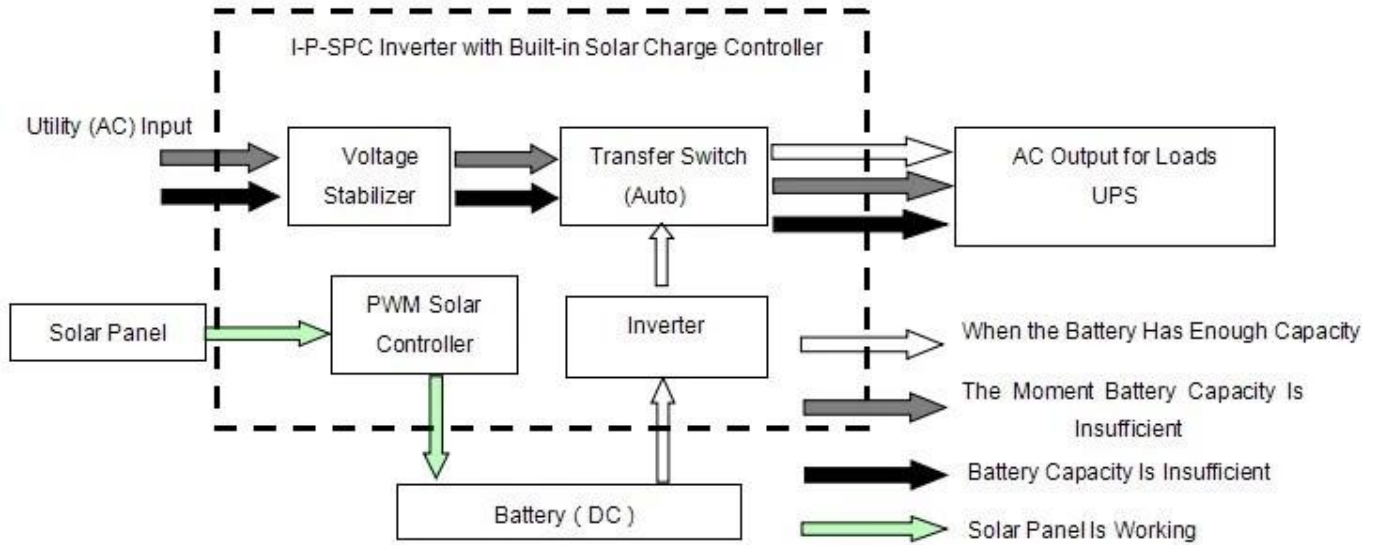 I-P-SPC Inverter with Built-in Solar Charge Controller
Utility (AC) Input
Voltage
Stabilizer
Transfer Switch
(Auto)
AC Output for Loads
UPS
Solar Panel
PWM Solar
Controller
Inverter
When the Battery Has Enough Capacity
The Moment Battery Capacity Is
Insufficient
Battery Capacity Is Insufficient
Battery ( DC )
Solar Panel Is Working